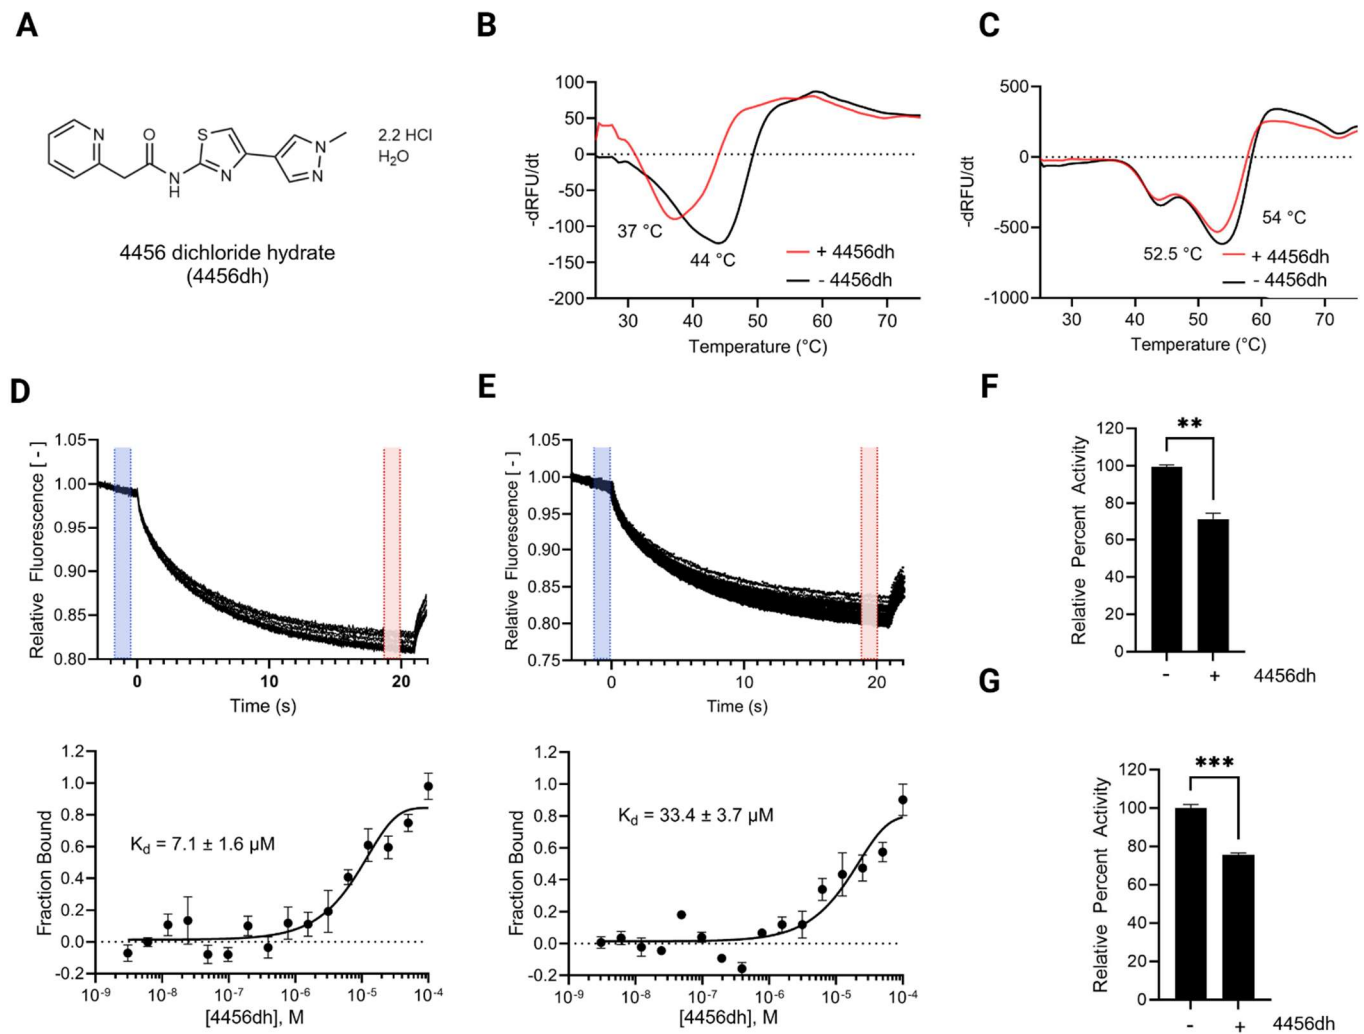 A
N
O
S
N
H
N
N
N
2.2 HCl
H₂O
4456 dichloride hydrate
(4456dh)
B
-dRFU/dt
100
50
0
-50
-100
-150
-200
37 °C
44 °C
+ 4456dh
- 4456dh
30 40 50 60 70
Temperature (°C)
C
-dRFU/dt
500
0
-500
-1000
54 °C
52.5 °C
+ 4456dh
- 4456dh
30 40 50 60 70
Temperature (°C)
D
Relative Fluorescence [ - ]
1.05
1.00
0.95
0.90
0.85
0.80
0 10 20
Time (s)
Fraction Bound
1.2
1.0
0.8
0.6
0.4
0.2
0.0
-0.2
Kd = 7.1 ± 1.6 µM
10⁻⁹ 10⁻⁸ 10⁻⁷ 10⁻⁶ 10⁻⁵ 10⁻⁴
[4456dh], M
E
Relative Fluorescence [ - ]
1.05
1.00
0.95
0.90
0.85
0.80
0.75
0 10 20
Time (s)
Fraction Bound
1.2
1.0
0.8
0.6
0.4
0.2
0.0
-0.2
Kd = 33.4 ± 3.7 µM
10⁻⁹ 10⁻⁸ 10⁻⁷ 10⁻⁶ 10⁻⁵ 10⁻⁴
[4456dh], M
F
Relative Percent Activity
120
100
80
60
40
20
0
**
- + 4456dh
G
Relative Percent Activity
120
100
80
60
40
20
0
***
- + 4456dh